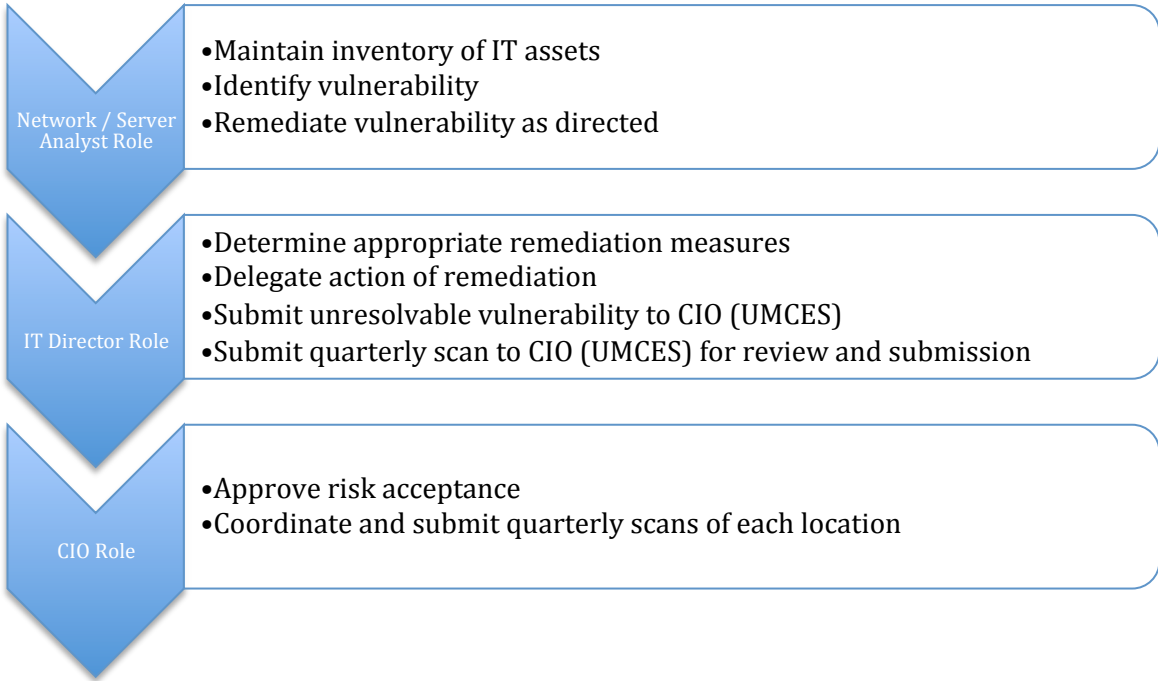 Network / Server
Analyst Role
•Maintain inventory of IT assets
•Identify vulnerability
•Remediate vulnerability as directed
IT Director Role
•Determine appropriate remediation measures
•Delegate action of remediation
•Submit unresolvable vulnerability to CIO (UMCES)
•Submit quarterly scan to CIO (UMCES) for review and submission
CIO Role
•Approve risk acceptance
•Coordinate and submit quarterly scans of each location